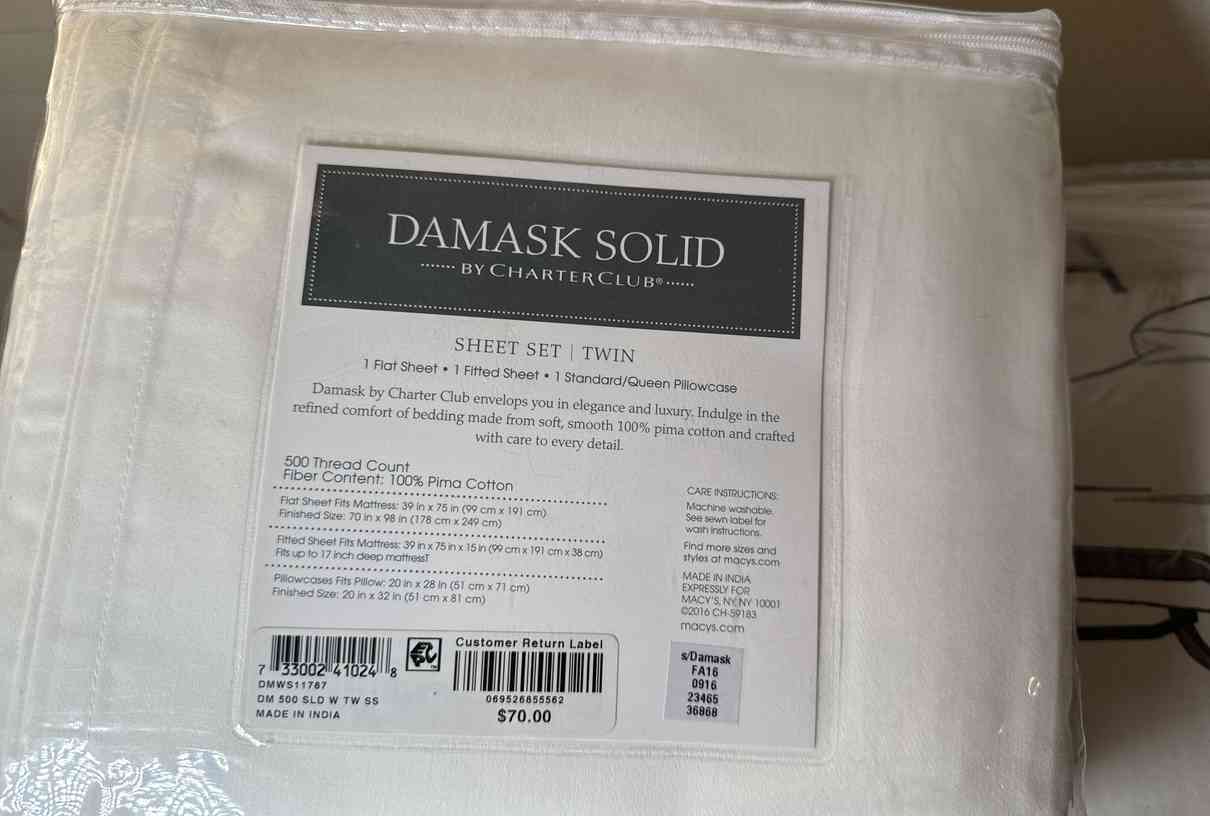 DAMASK SOLID
BY CHARTER CLUB®
SHEET SET | TWIN
1 Flat Sheet • 1 Fitted Sheet • 1 Standard/Queen Pillowcase
Damask by Charter Club envelops you in elegance and luxury. Indulge in the
refined comfort of bedding made from soft, smooth 100% pima cotton and crafted
with care to every detail.
500 Thread Count
Fiber Content: 100% Pima Cotton
Flat Sheet Fits Mattress: 39 in x 75 in (99 cm x 191 cm)
Finished Size: 70 in x 98 in (178 cm x 249 cm)
Fitted Sheet Fits Mattress: 39 in x 75 in x 15 in (99 cm x 191 cm x 38 cm)
Fits up to 17 inch deep mattressT
Pillowcases Fits Pillow: 20 in x 28 in (51 cm x 71 cm)
Finished Size: 20 in x 32 in (51 cm x 81 cm)
CARE INSTRUCTIONS:
Machine washable.
See sewn label for
wash instructions.
Find more sizes and
styles at macys.com
MADE IN INDIA
EXPRESSLY FOR
MACY'S, NY, NY 10001
©2016 CH-59183
macys.com
7 33002 41024 8
DMWS11787
DM 500 SLD W TW SS
MADE IN INDIA
Customer Return Label
069526855562
$70.00
s/Damask
FA16
0916
23465
36868